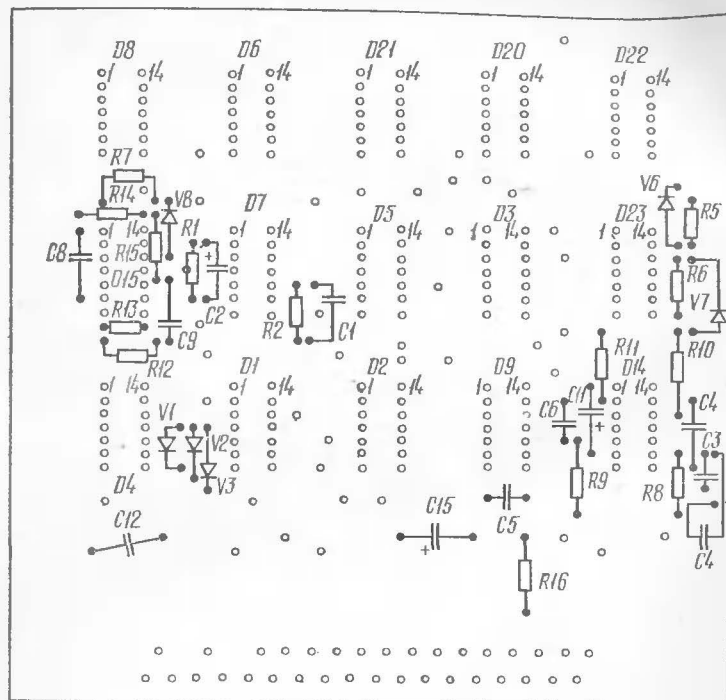 D8 D6 D21 D20 D22
1 14 1 14 1 14 1 14 1 14
R7
R14 V8 V6 R5
R1 D7 D5 D3 D23
C8 1 14 R15 1 14 1 14 1 14 1 14
D15 + C2 R6
R13 C9 R2 C1 V7
R12 R11 R10
1 14 D1 D2 D9 D14
1 14 1 14 1 14 1 14
V1 V2 C6 C11 + C4
V3 C3
D4 R9 R8
C12 C15 + C5 C4
R16